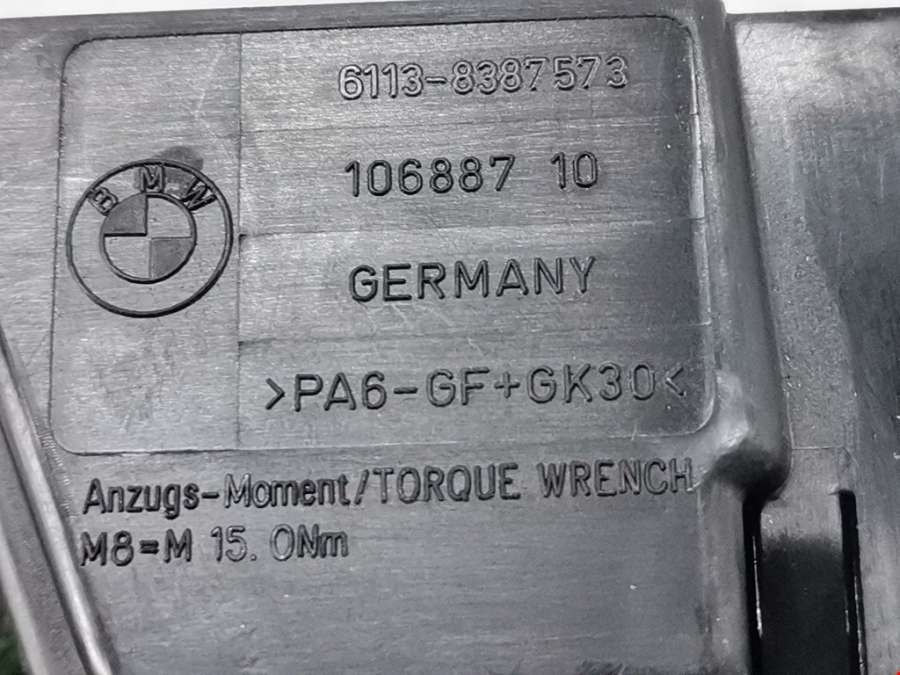 6113-8387573
BMW
106887 10
GERMANY
>PA6-GF+GK30<
Anzugs-Moment/TORQUE WRENCH
M8=M 15.0Nm